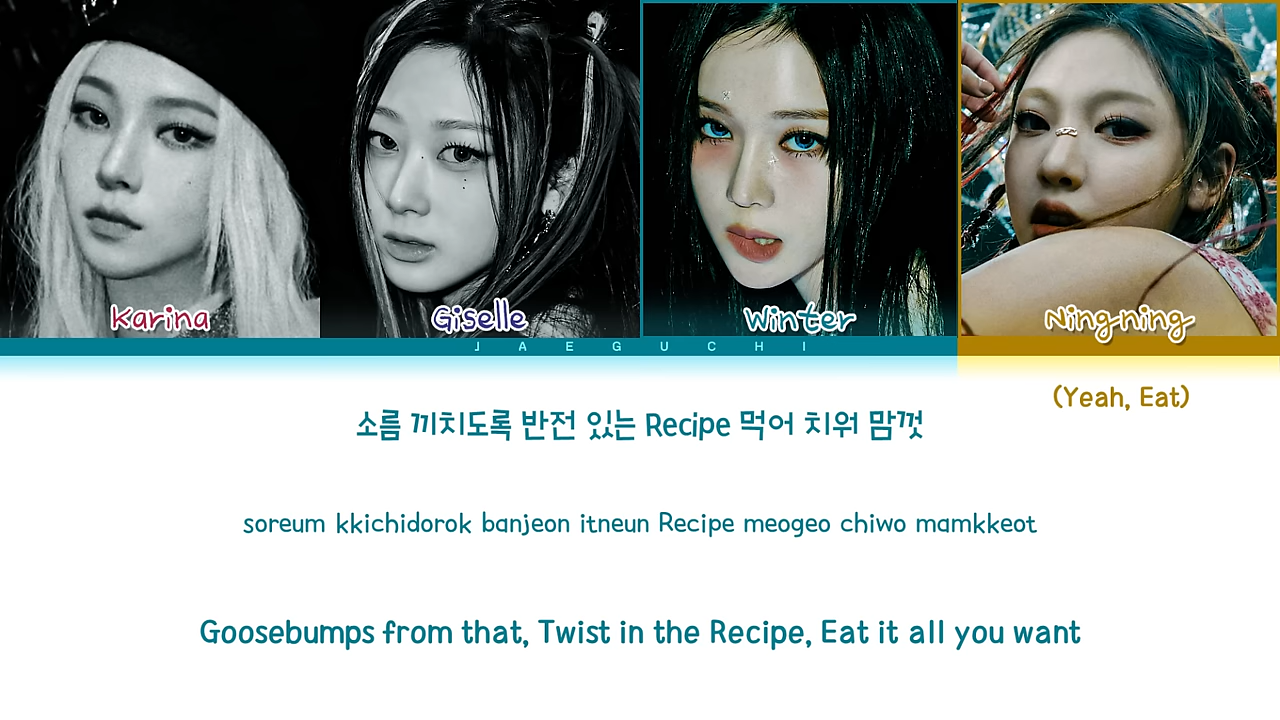 Karina
Giselle
Winter
Ningning
JAEGUCHI
(Yeah, Eat)
소름 끼치도록 반전 있는 Recipe 먹어 치워 맘껏
soreum kkichidorok banjeon itneun Recipe meogeo chiwo mamkkeot
Goosebumps from that, Twist in the Recipe, Eat it all you want